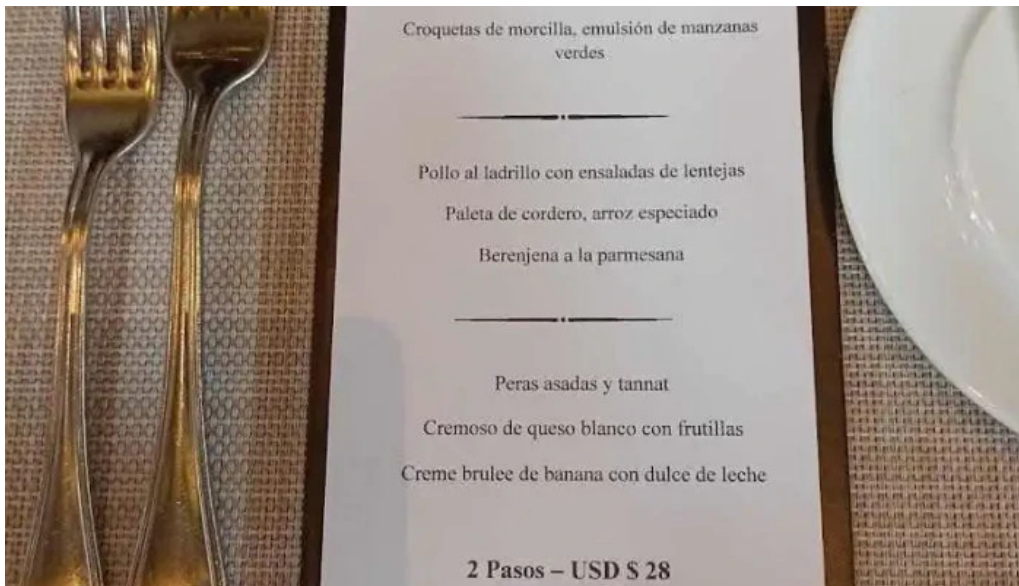 Croquetas de morcilla, emulsión de manzanas
verdes
Pollo al ladrillo con ensaladas de lentejas
Paleta de cordero, arroz especiado
Berenjena a la parmesana
Peras asadas y tannat
Cremoso de queso blanco con frutillas
Creme brulee de banana con dulce de leche
2 Pasos – USD $ 28